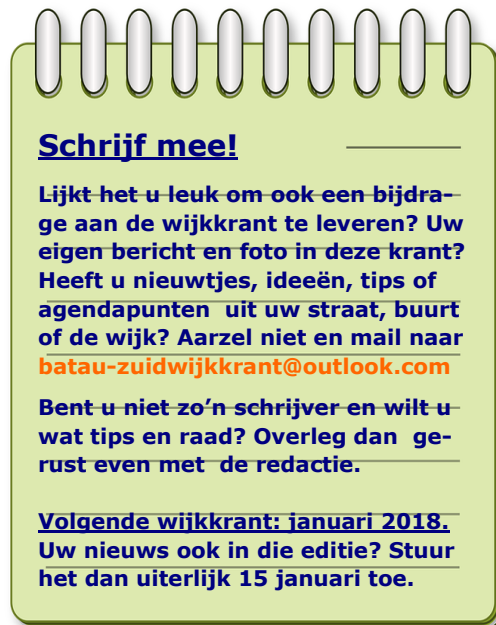 Schrijf mee!
Lijkt het u leuk om ook een bijdra-
ge aan de wijkkrant te leveren? Uw
eigen bericht en foto in deze krant?
Heeft u nieuwtjes, ideeën, tips of
agendapunten  uit uw straat, buurt
of de wijk? Aarzel niet en mail naar
batau-zuidwijkkrant@outlook.com
Bent u niet zo’n schrijver en wilt u
wat tips en raad? Overleg dan  ge-
rust even met  de redactie.
Volgende wijkkrant: januari 2018.
Uw nieuws ook in die editie? Stuur
het dan uiterlijk 15 januari toe.